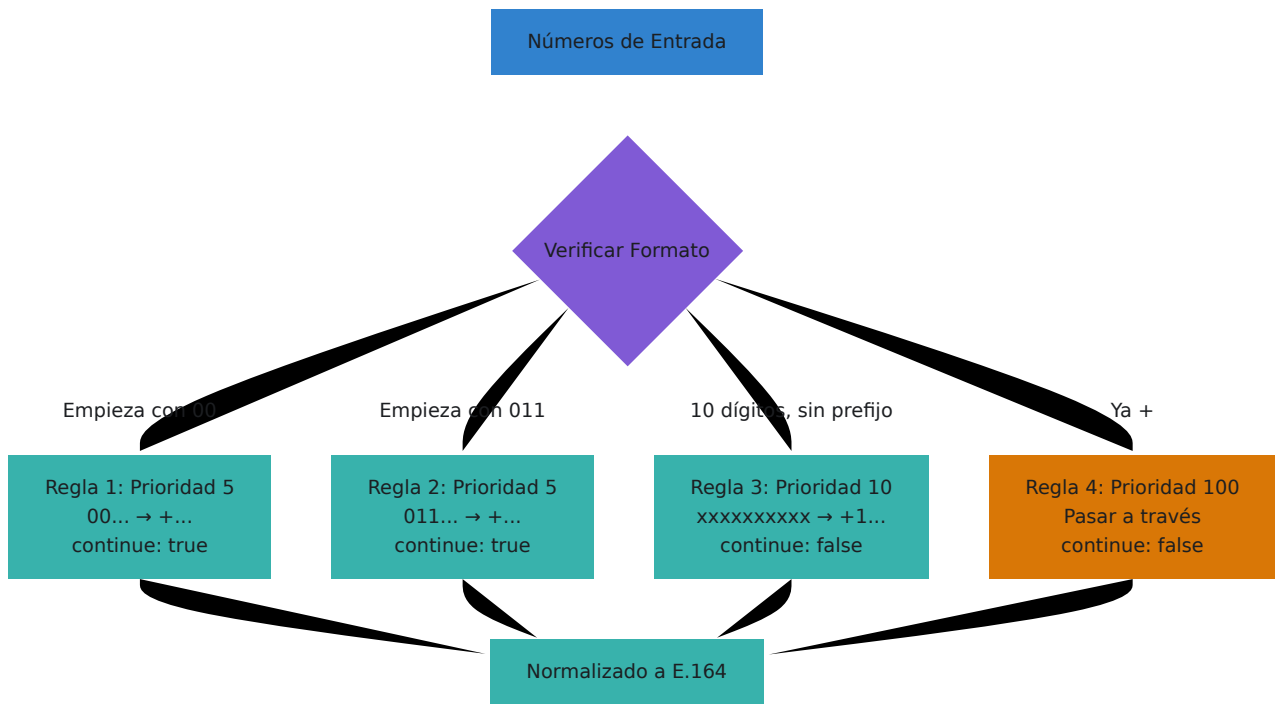 Números de Entrada
Verificar Formato
Empieza con 00
Empieza con 011
10 dígitos, sin prefijo
Ya +
Regla 1: Prioridad 5
00... → +...
continue: true
Regla 2: Prioridad 5
011... → +...
continue: true
Regla 3: Prioridad 10
xxxxxxxxxx → +1...
continue: false
Regla 4: Prioridad 100
Pasar a través
continue: false
Normalizado a E.164